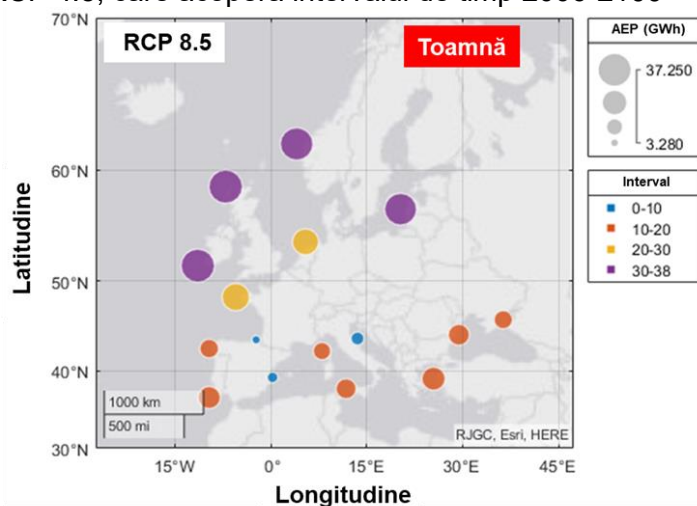 RCP 8.5
Toamnă
70°N
60°N
50°N
40°N
30°N
Latitudine
1000 km
500 mi
RJGC, Esri, HERE
15°W
0°
15°E
30°E
45°E
Longitudine
AEP (GWh)
37.250
3.280
Interval
0-10
10-20
20-30
30-38